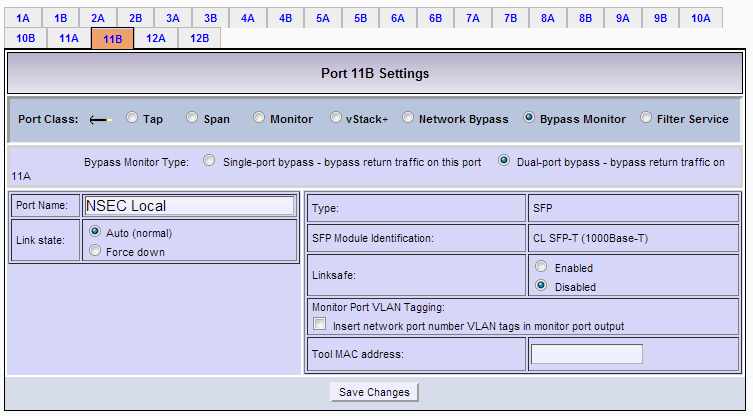 1A 1B 2A 2B 3A 3B 4A 4B 5A 5B 6A 6B 7A 7B 8A 8B 9A 9B 10A
10B 11A 11B 12A 12B
Port 11B Settings
Port Class: Tap Span Monitor vStack+ Network Bypass Bypass Monitor Filter Service
Bypass Monitor Type: Single-port bypass - bypass return traffic on this port Dual-port bypass - bypass return traffic on
11A
Port Name: NSEC Local
Link state: Auto (normal)
Force down
Type: SFP
SFP Module Identification: CL SFP-T (1000Base-T)
Linksafe: Enabled
Disabled
Monitor Port VLAN Tagging:
Insert network port number VLAN tags in monitor port output
Tool MAC address:
Save Changes